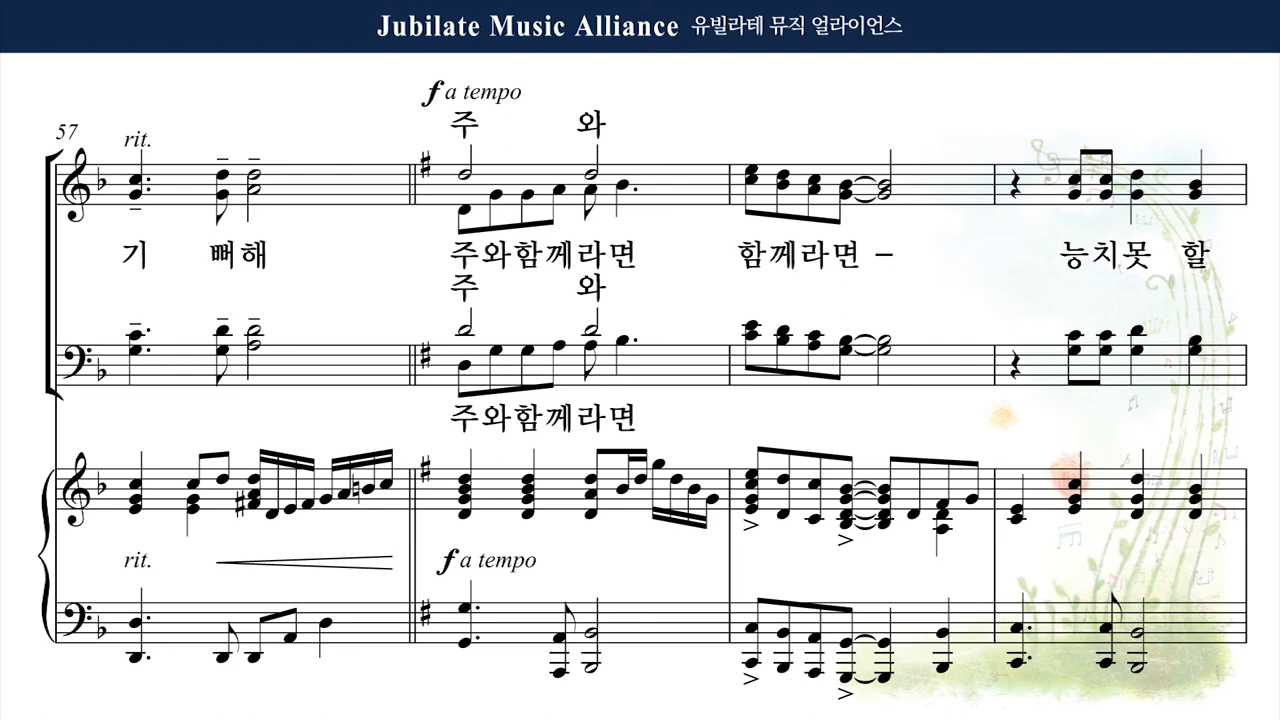 Jubilate Music Alliance 유빌라테 뮤직 얼라이언스
f a tempo
57 rit.
주 와
기 뻐해 주와함께라면 함께라면 – 능치못 할
주 와
주와함께라면
rit. f a tempo